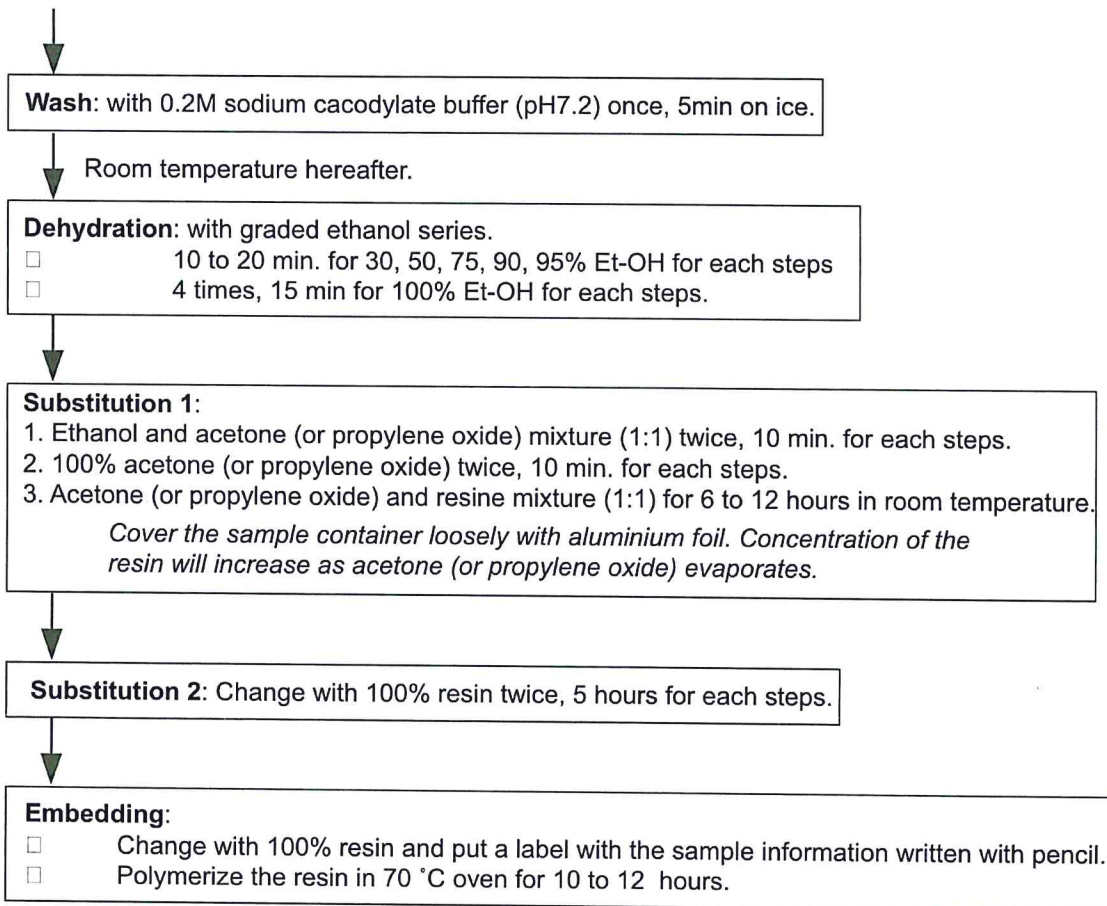 Wash: with 0.2M sodium cacodylate buffer (pH7.2) once, 5min on ice.
Room temperature hereafter.
Dehydration: with graded ethanol series.
□ 10 to 20 min. for 30, 50, 75, 90, 95% Et-OH for each steps
□ 4 times, 15 min for 100% Et-OH for each steps.
Substitution 1:
1. Ethanol and acetone (or propylene oxide) mixture (1:1) twice, 10 min. for each steps.
2. 100% acetone (or propylene oxide) twice, 10 min. for each steps.
3. Acetone (or propylene oxide) and resine mixture (1:1) for 6 to 12 hours in room temperature.
Cover the sample container loosely with aluminium foil. Concentration of the
resin will increase as acetone (or propylene oxide) evaporates.
Substitution 2: Change with 100% resin twice, 5 hours for each steps.
Embedding:
□ Change with 100% resin and put a label with the sample information written with pencil.
□ Polymerize the resin in 70 ˚C oven for 10 to 12 hours.